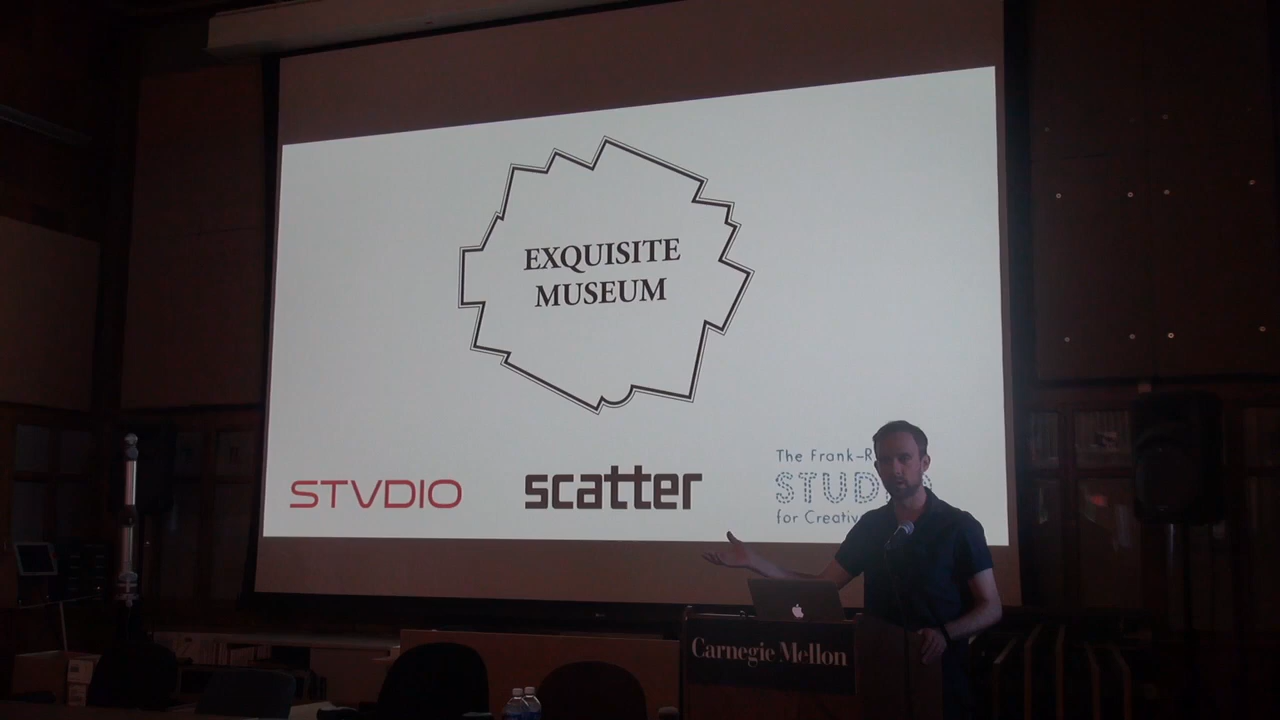 EXQUISITE
MUSEUM
STVDIO
scatter
The Frank-R
STUD
for Creativ
Carnegie Mellon